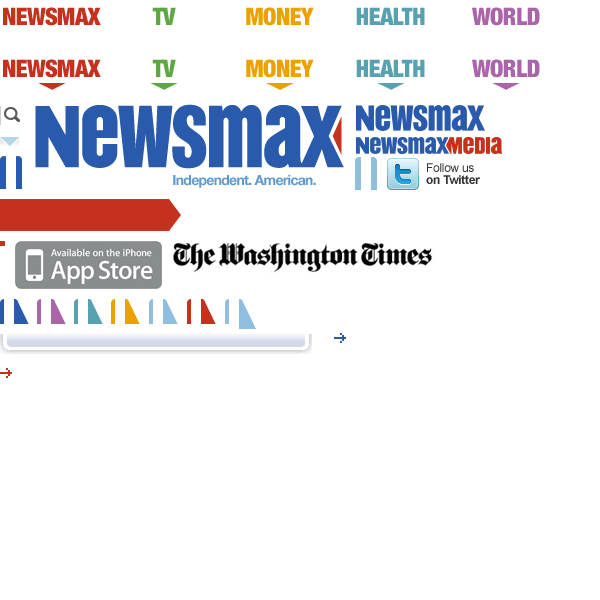 NEWSMAX TV MONEY HEALTH WORLD
NEWSMAX TV MONEY HEALTH WORLD
Newsmax
Independent. American.
Newsmax
NewsmaxMEDIA
Follow us
on Twitter
Available on the iPhone
App Store
The Washington Times